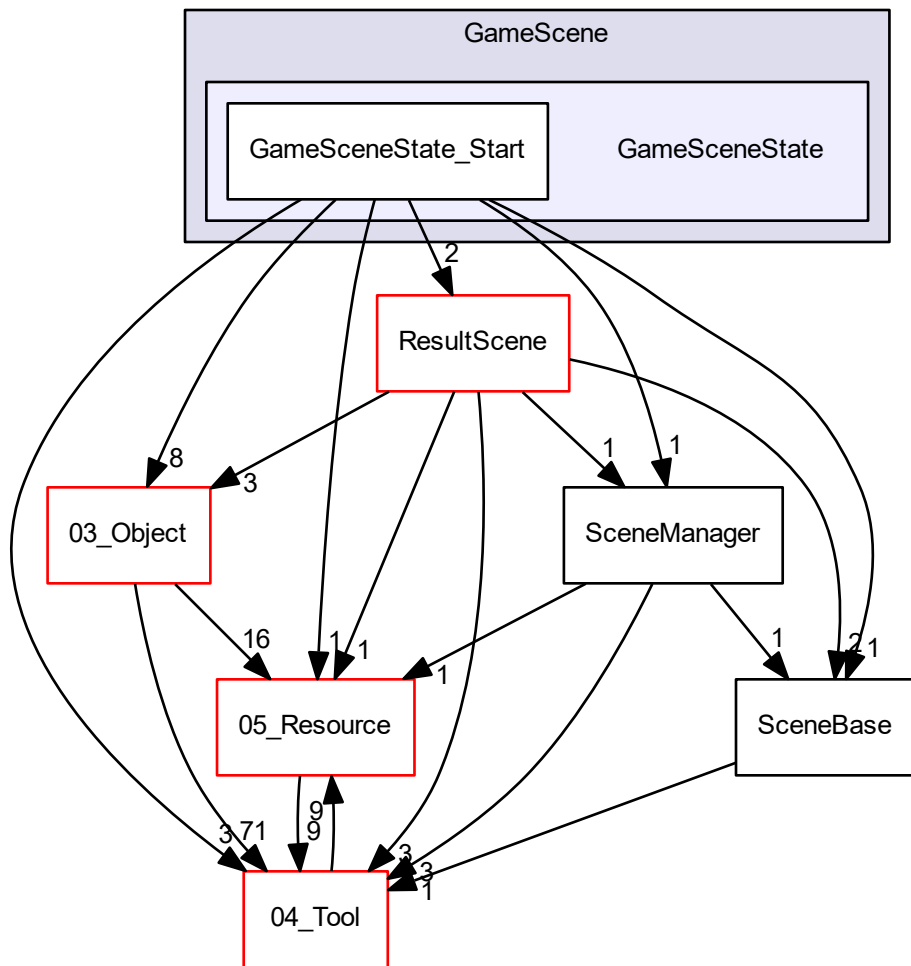 GameScene
GameSceneState_Start
GameSceneState
2
ResultScene
8
3
1
1
03_Object
SceneManager
16
1
1
1
1
2
1
05_Resource
SceneBase
9
9
3
71
3
3
1
04_Tool